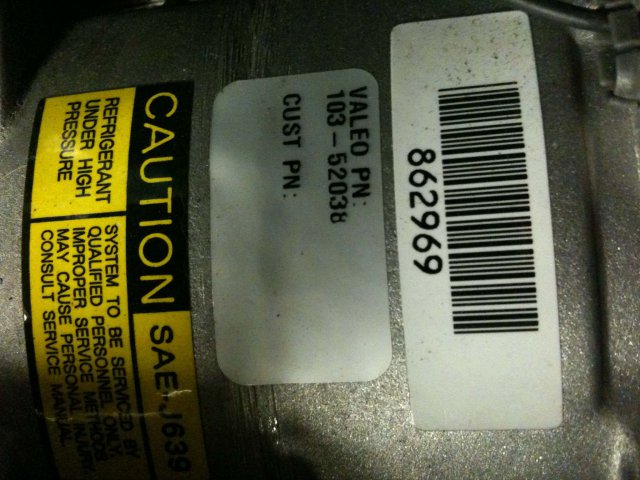 862969
VALEO PN:
103-52038
CUST PN:
CAUTION SAE-J639
REFRIGERANT
UNDER HIGH
PRESSURE
SYSTEM TO BE SERVICED BY
QUALIFIED PERSONNEL ONLY.
IMPROPER SERVICE METHODS
MAY CAUSE PERSONAL INJURY.
CONSULT SERVICE MANUAL.